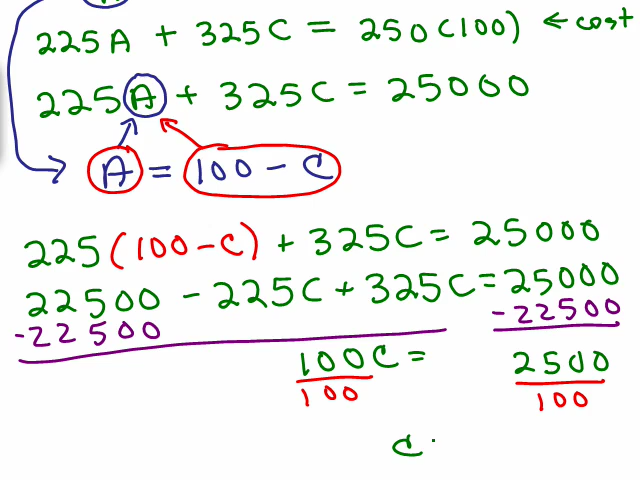 225A + 325C = 250(100) ← cost
225A + 325C = 25000
A = 100 - C
225(100-C) + 325C = 25000
22500 - 225C + 325C = 25000
-22500 -22500
100C = 2500
100 100
C